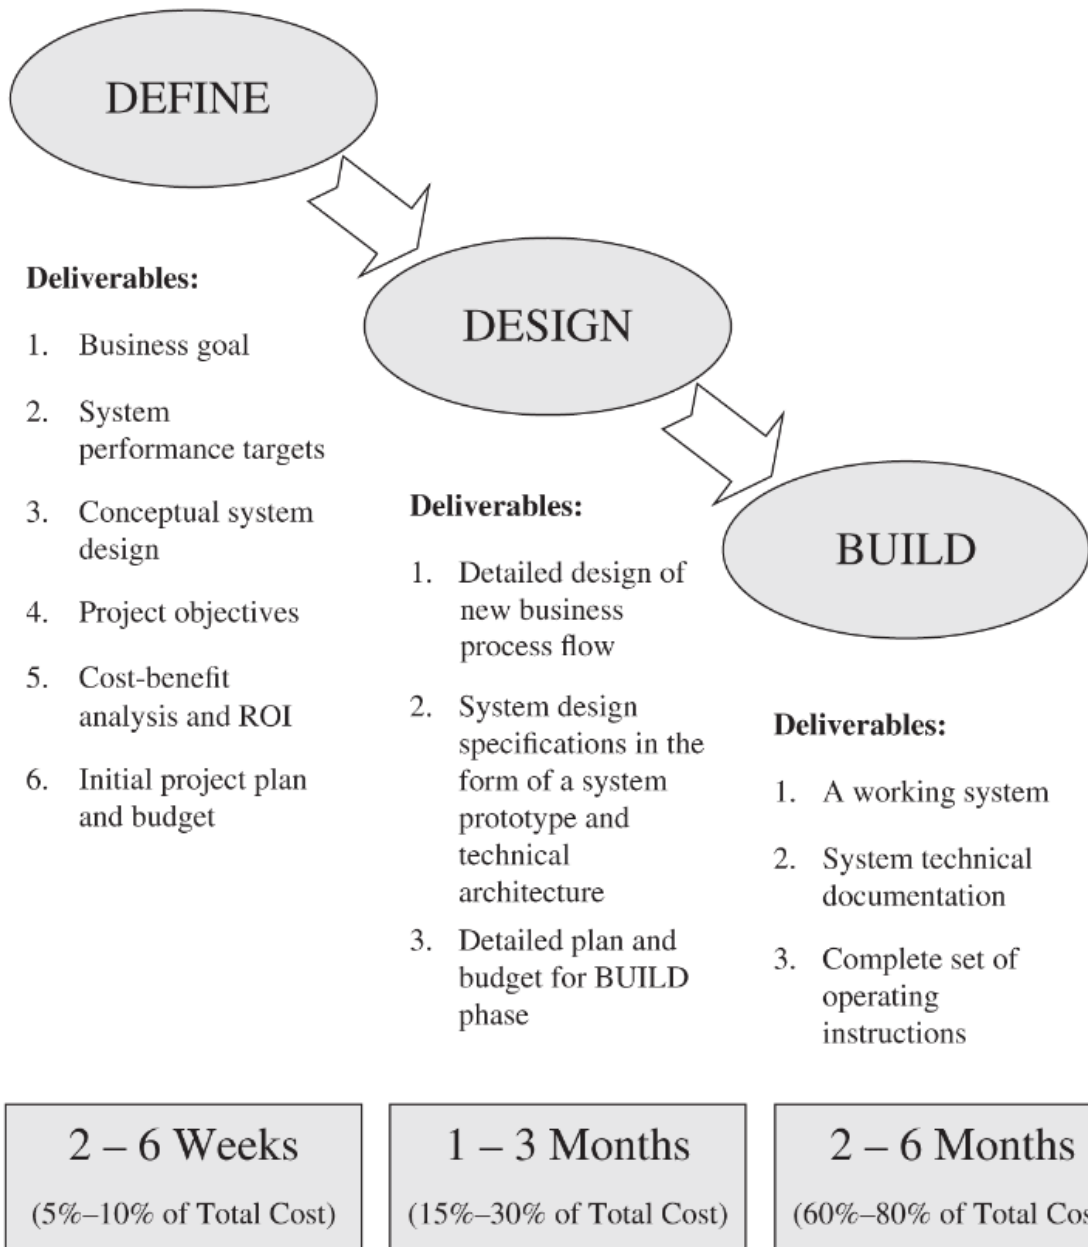 DEFINE
Deliverables:
1. Business goal
2. System
performance targets
3. Conceptual system
design
4. Project objectives
5. Cost-benefit
analysis and ROI
6. Initial project plan
and budget
2 – 6 Weeks
(5%–10% of Total Cost)
DESIGN
Deliverables:
1. Detailed design of
new business
process flow
2. System design
specifications in the
form of a system
prototype and
technical
architecture
3. Detailed plan and
budget for BUILD
phase
1 – 3 Months
(15%–30% of Total Cost)
BUILD
Deliverables:
1. A working system
2. System technical
documentation
3. Complete set of
operating
instructions
2 – 6 Months
(60%–80% of Total Cos